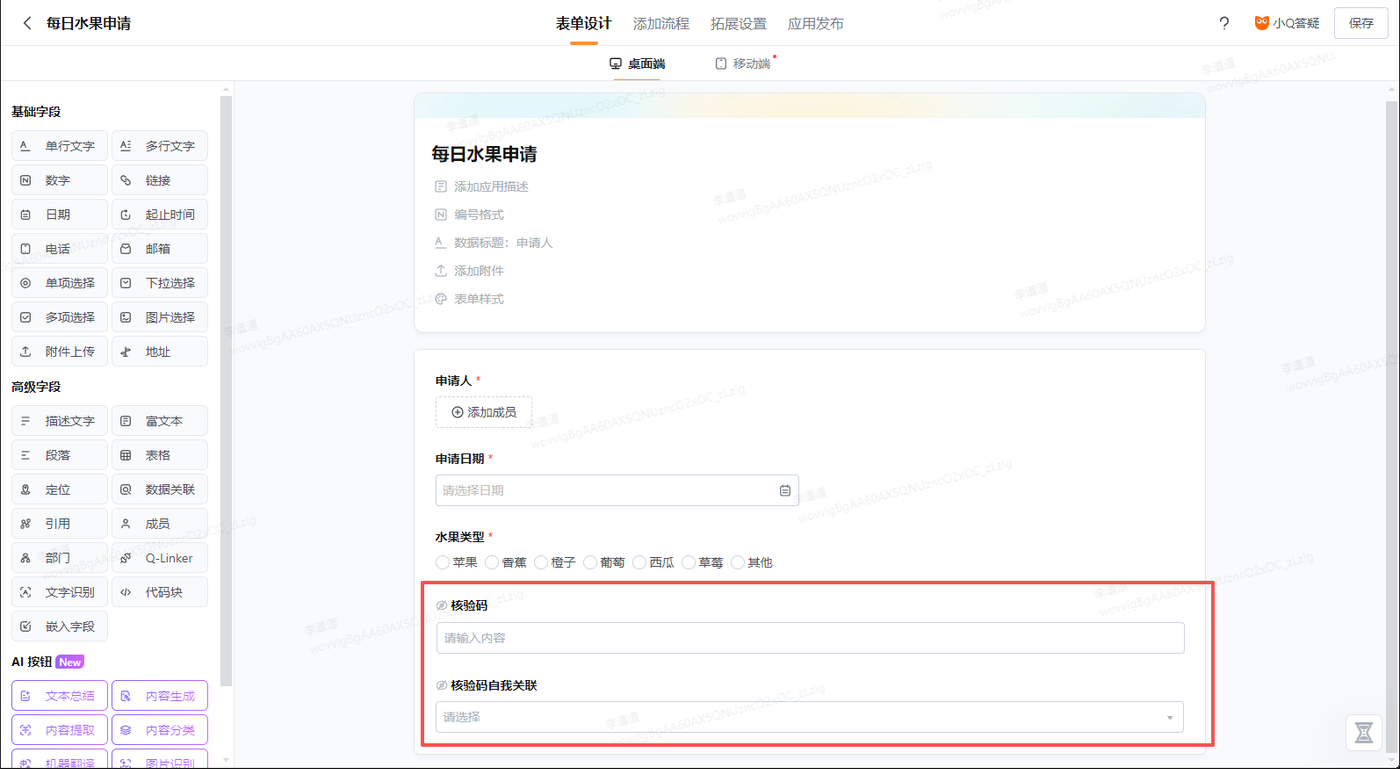 每日水果申请
表单设计 添加流程 拓展设置 应用发布
? 小Q答疑 保存
桌面端 移动端
基础字段
单行文字 多行文字
数字 链接
日期 起止时间
电话 邮箱
单项选择 下拉选择
多项选择 图片选择
附件上传 地址
高级字段
描述文字 富文本
段落 表格
定位 数据关联
引用 成员
部门 Q-Linker
文字识别 代码块
嵌入字段
AI 按钮 New
文本总结 内容生成
内容提取 内容分类
机器翻译 图片识别
每日水果申请
添加应用描述
编号格式
数据标题：申请人
添加附件
表单样式
申请人 *
添加成员
申请日期 *
请选择日期
水果类型 *
苹果 香蕉 橙子 葡萄 西瓜 草莓 其他
核验码
请输入内容
核验码自我关联
请选择